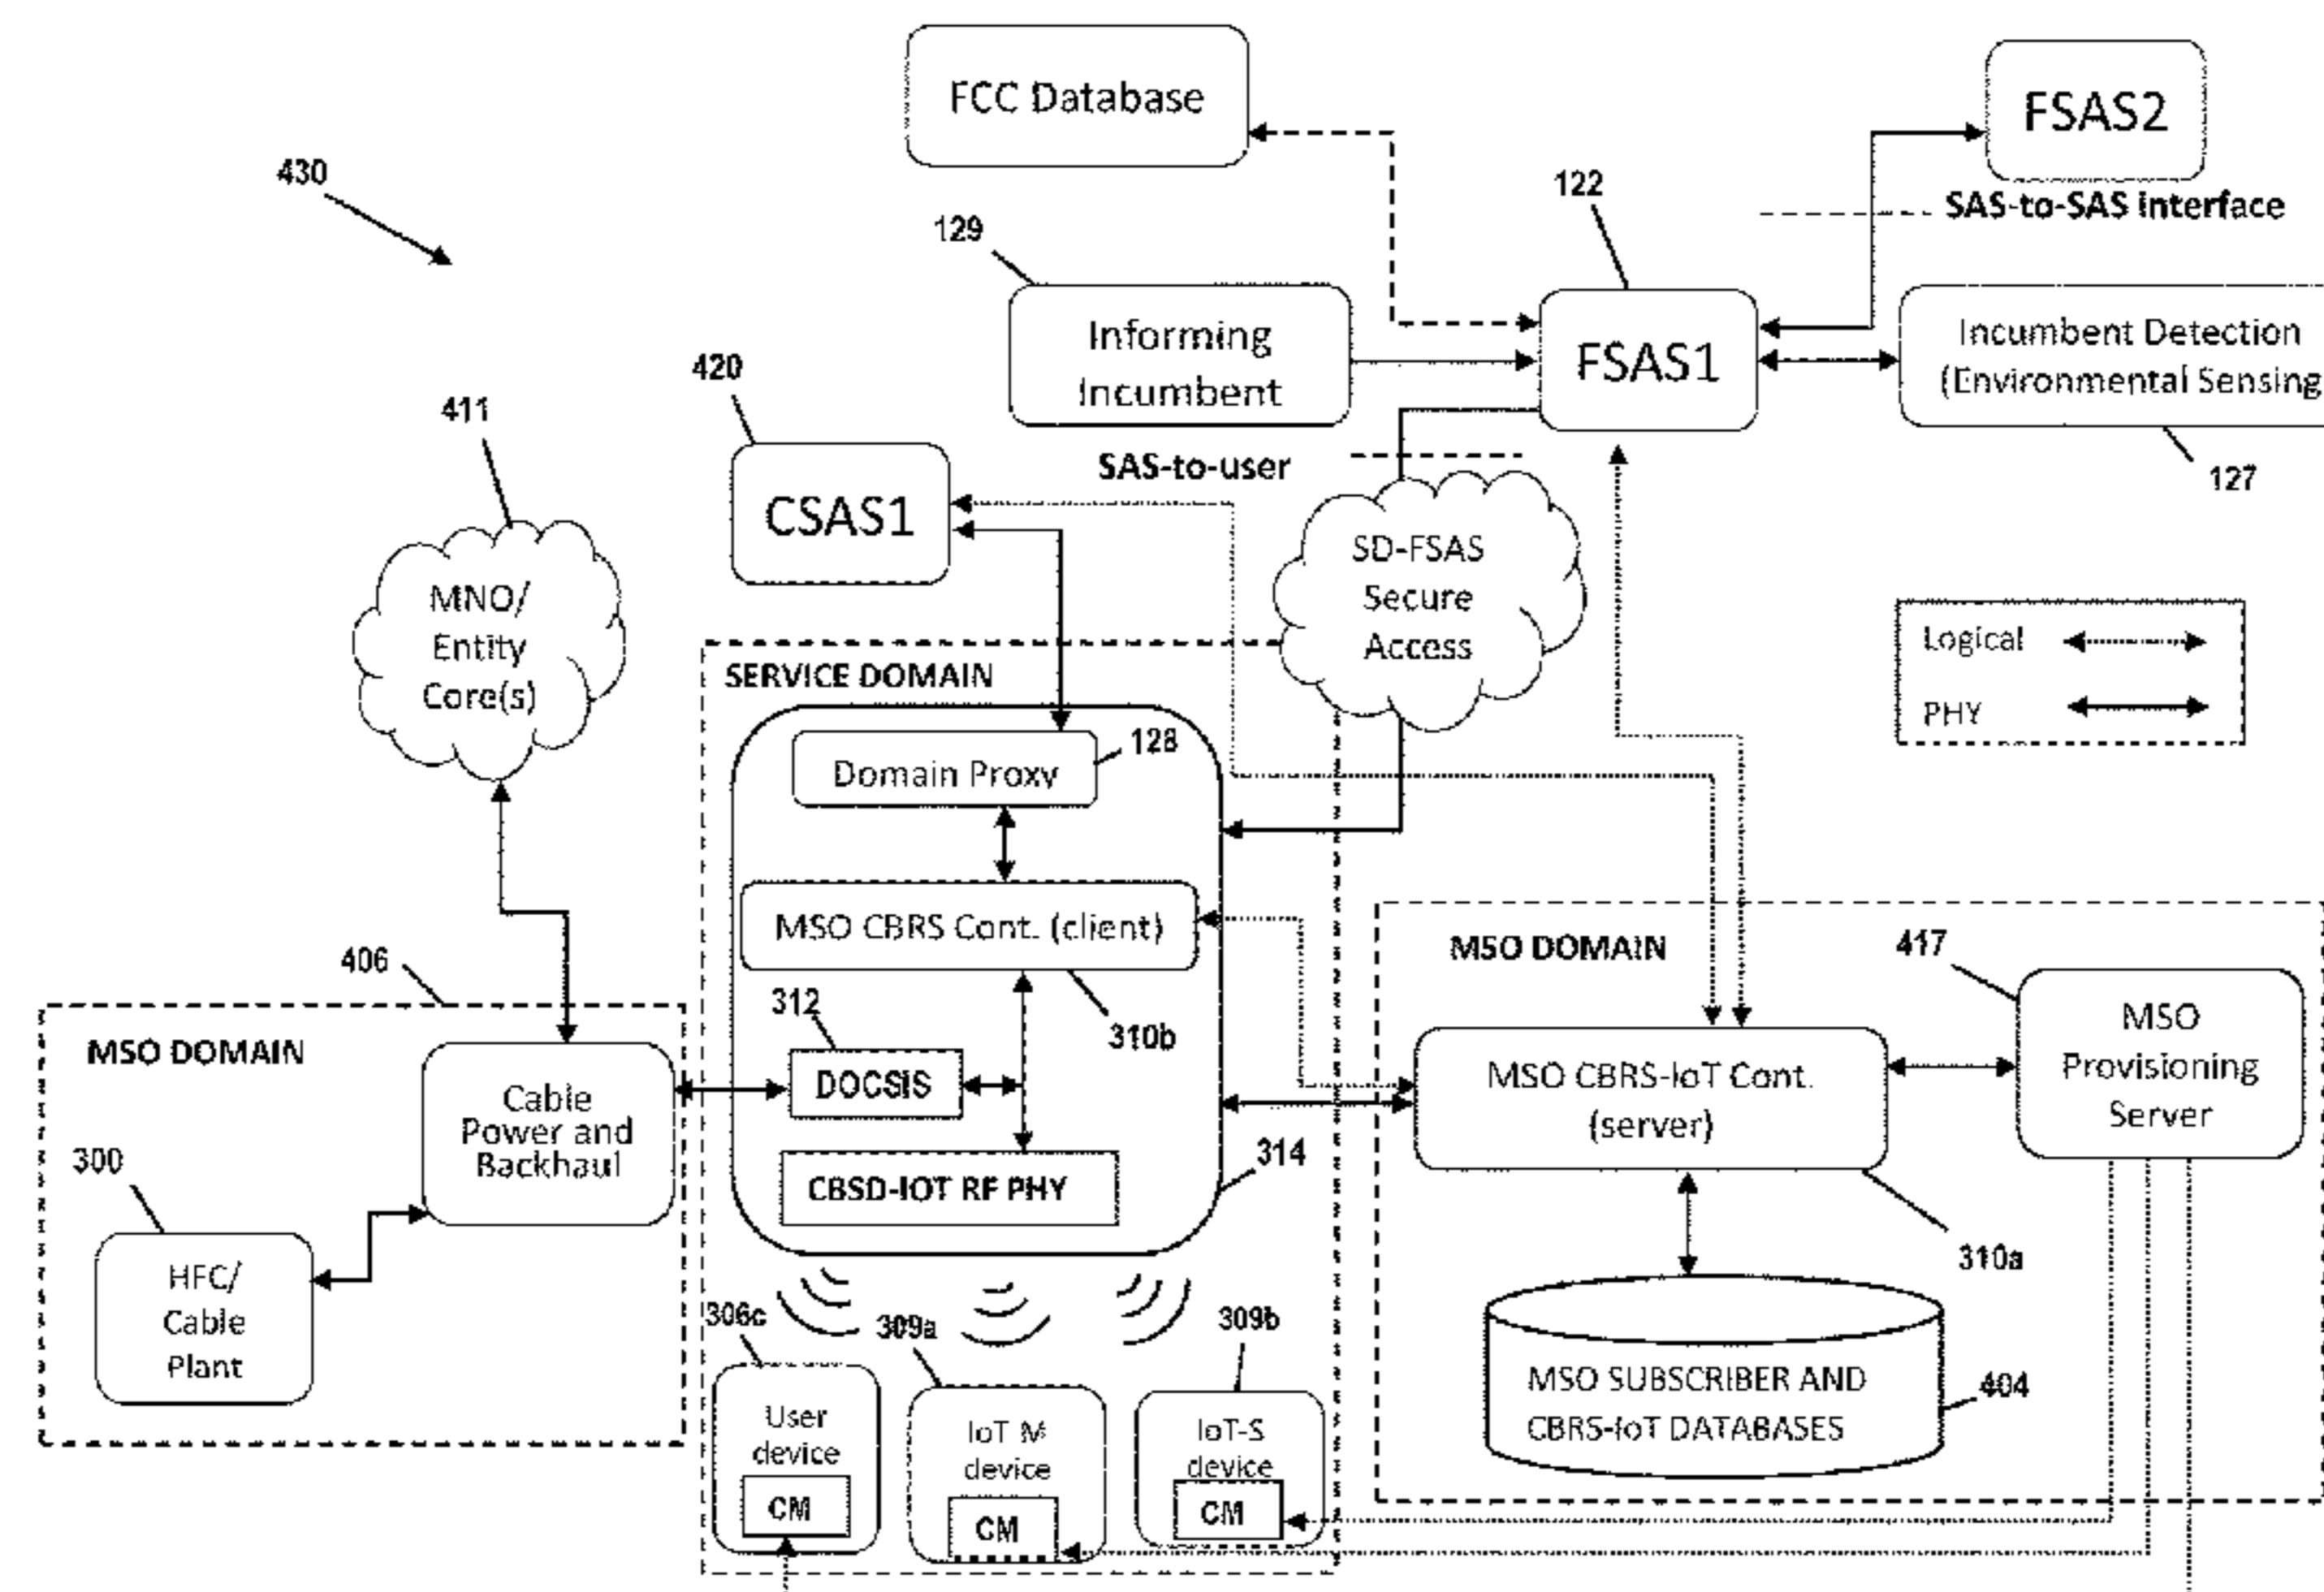 FCC Database
FSAS2
430
122
SAS-to-SAS interface
129
Informing
Incumbent
FSAS1
Incumbent Detection
(Environmental Sensing
420
411
SAS-to-user
127
CSAS1
MNO/
Entity
Core(s)
SD-FSAS
Secure
Access
Logical
PHY
SERVICE DOMAIN
128
Domain Proxy
MSO CBRS Cont. (client)
406
MSO DOMAIN
417
312
310b
MSO DOMAIN
Cable
Power and
Backhaul
DOCSIS
MSO CBRS-IoT Cont.
(server)
MSO
Provisioning
Server
300
314
CBSD-IOT RF PHY
HFC/
Cable
Plant
310a
306c
309a
309b
User
device
CM
IoT M
device
CM
IoT-S
device
CM
MSO SUBSCRIBER AND
CBRS-IoT DATABASES
404